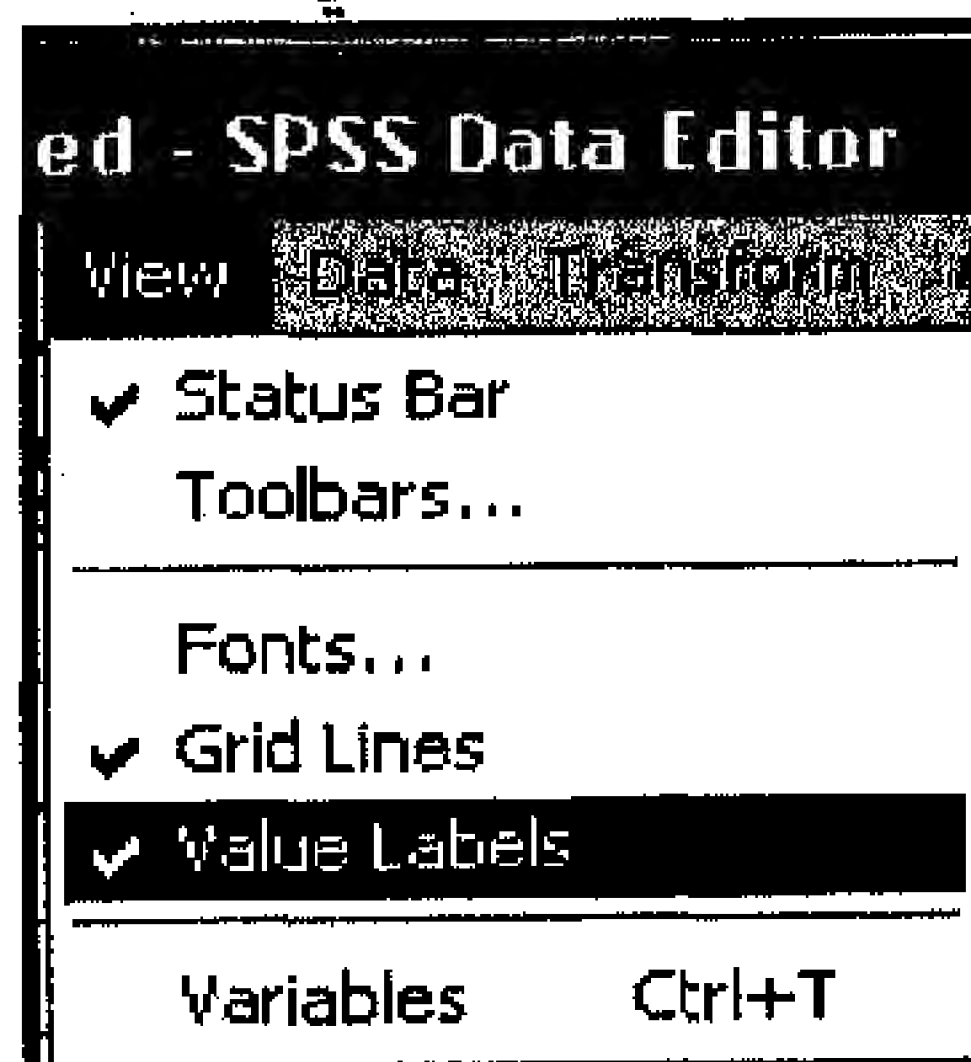 ed - SPSS Data Editor
View Data Transform
Status Bar
Toolbars...
Fonts...
Grid Lines
Value Labels
Variables Ctrl+T